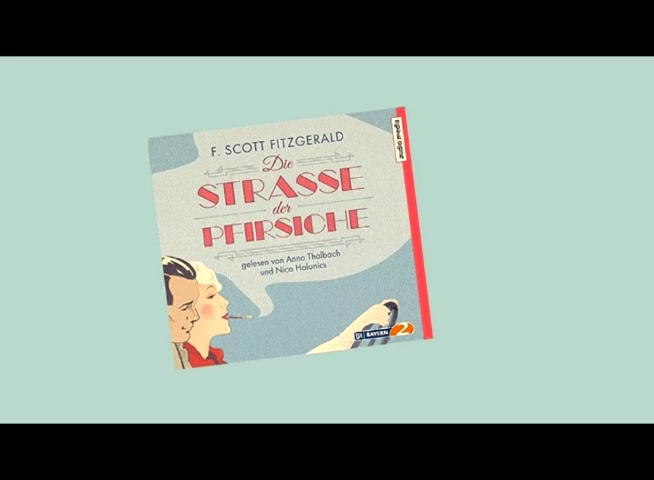 F. SCOTT FITZGERALD
Die
STRASSE
der
PFIRSICHE
gelesen von Anna Thalbach
und Nico Holonics
audio media
BAYERN 2